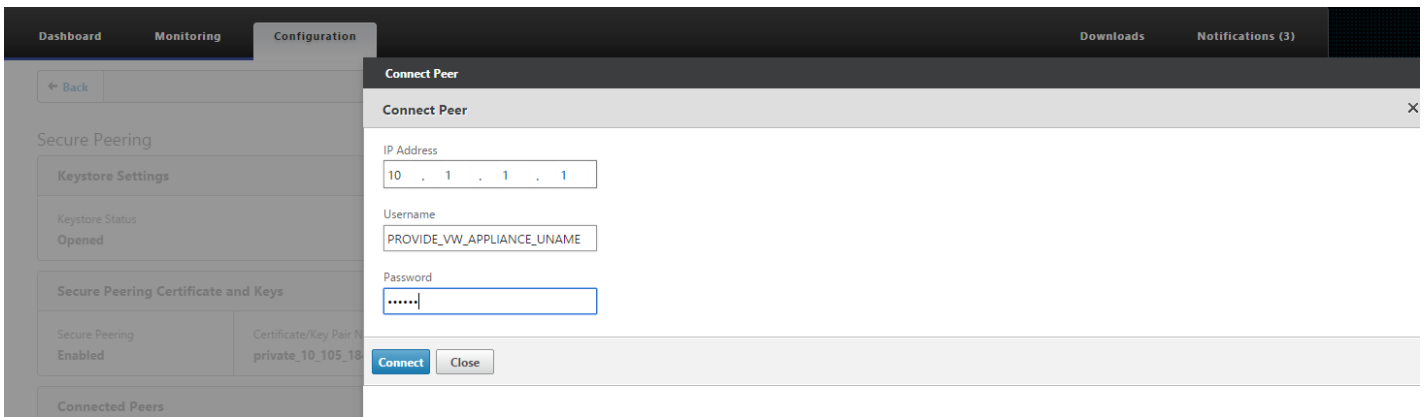 Dashboard Monitoring Configuration Downloads Notifications (3)
Back
Connect Peer
Connect Peer
Secure Peering
Keystore Settings
Keystore Status
Opened
Secure Peering Certificate and Keys
Secure Peering Certificate/Key Pair N
Enabled private_10_105_18
Connected Peers
IP Address
10 . 1 . 1 . 1
Username
PROVIDE_VW_APPLIANCE_UNAME
Password
••••••
Connect Close